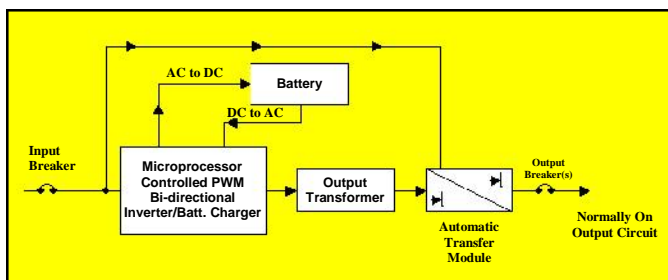 AC to DC
Battery
DC to AC
Input
Breaker
Microprocessor
Controlled PWM
Bi-directional
Inverter/Batt. Charger
Output
Transformer
Automatic
Transfer
Module
Output
Breaker(s)
Normally On
Output Circuit